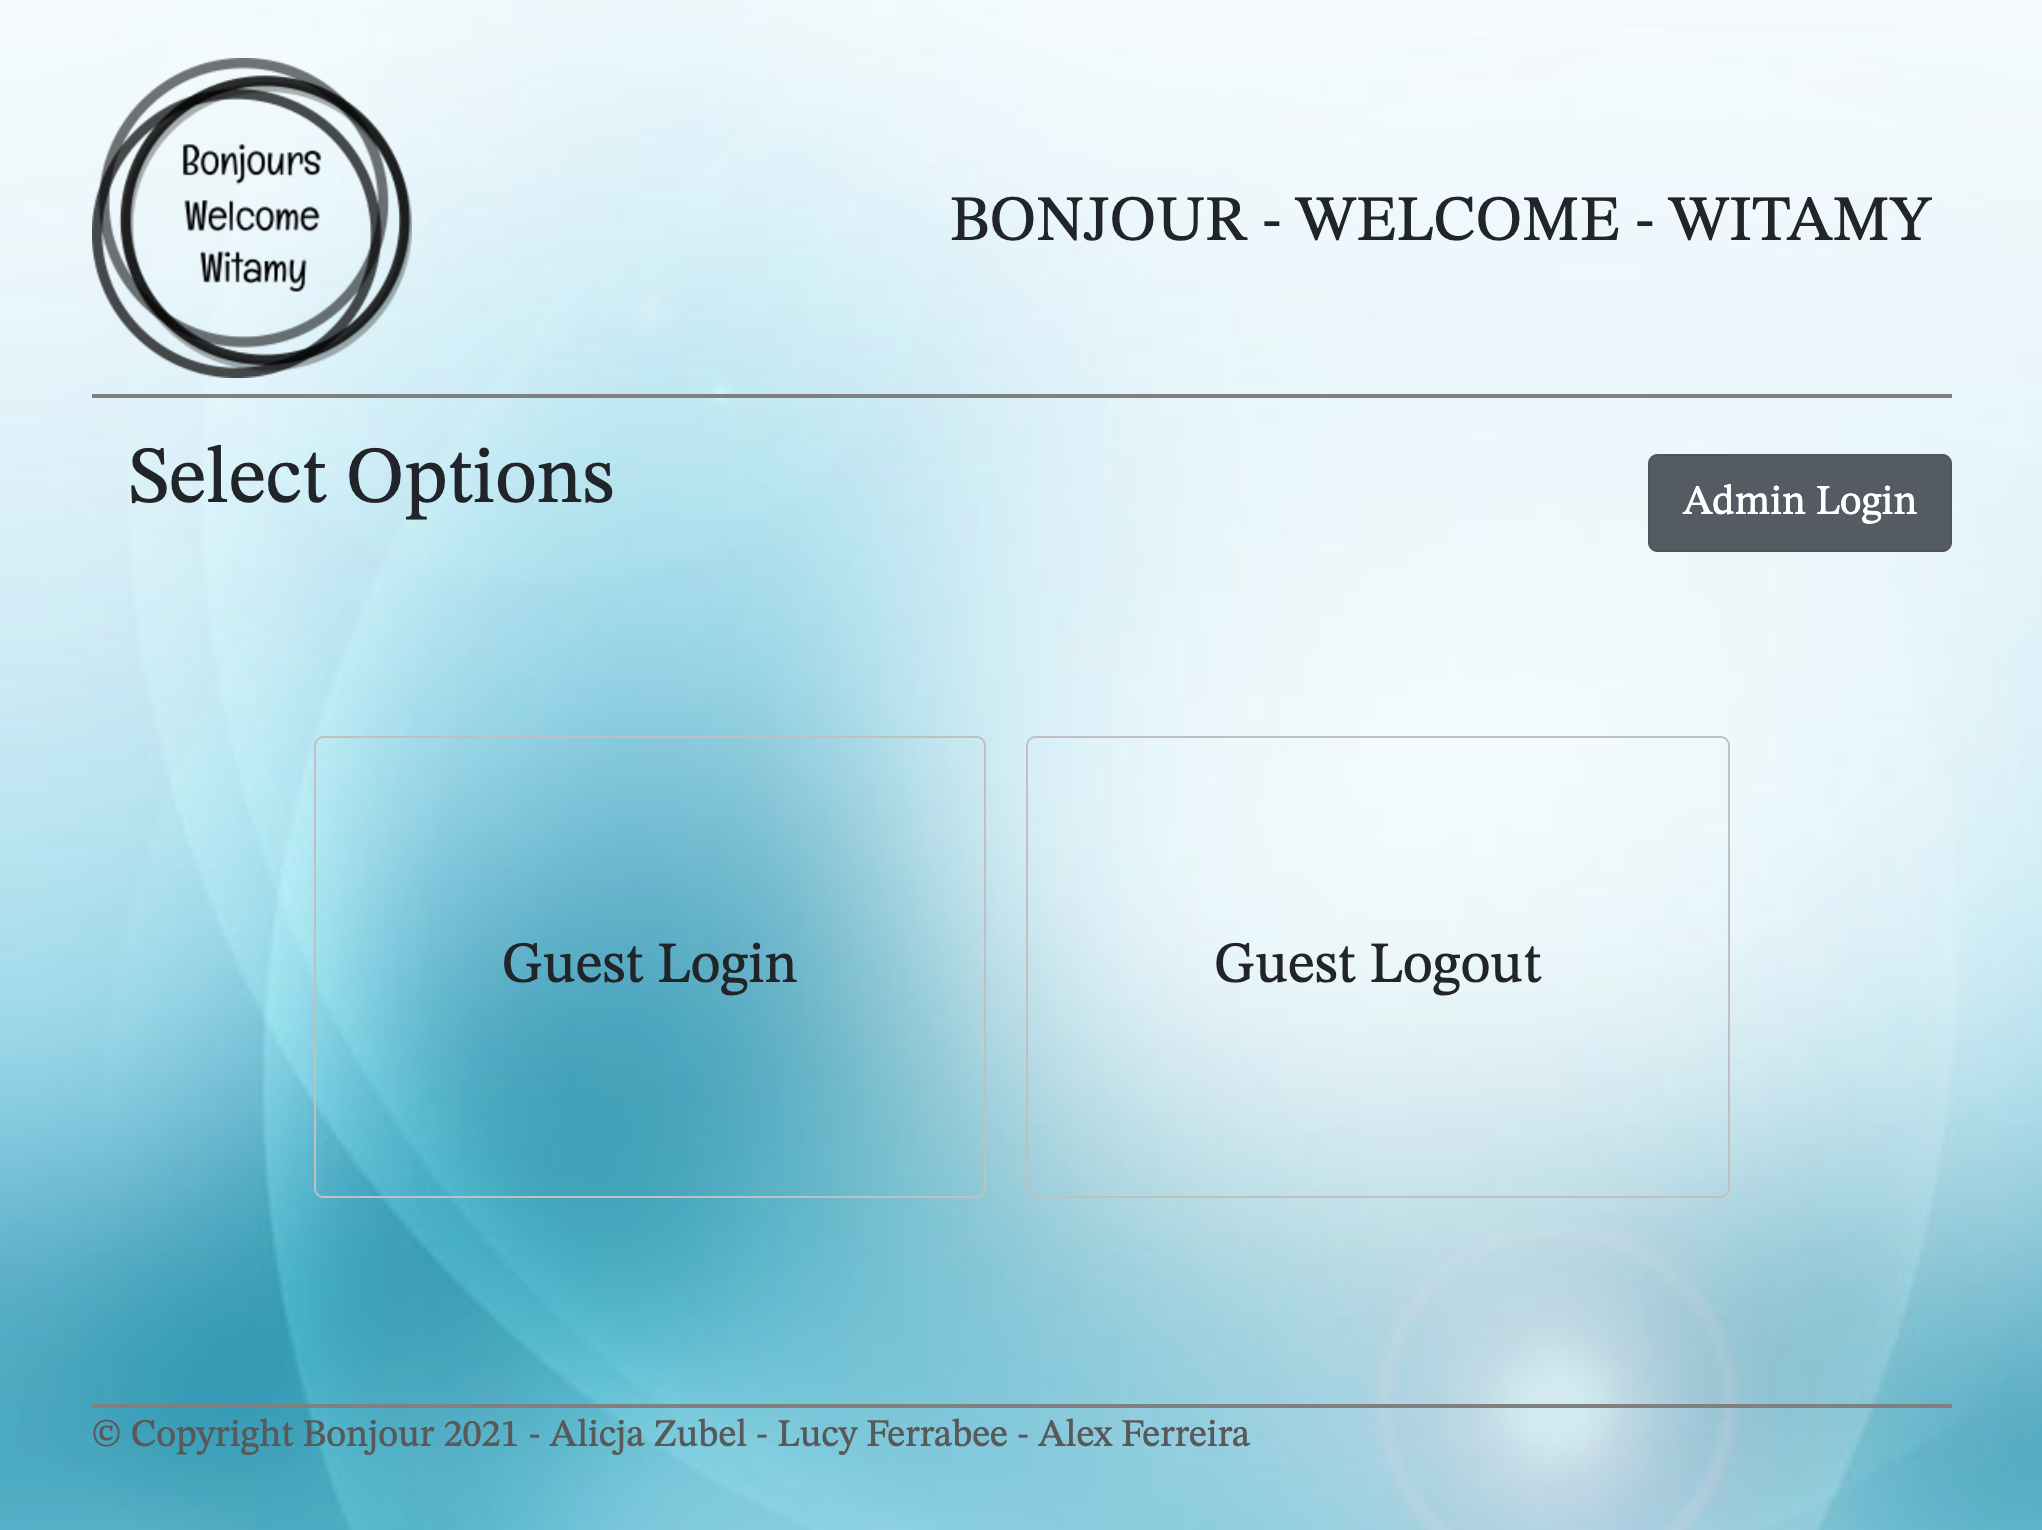 Bonjours
Welcome
Witamy
BONJOUR - WELCOME - WITAMY
Select Options
Admin Login
Guest Login
Guest Logout
© Copyright Bonjour 2021 - Alicja Zubel - Lucy Ferrabee - Alex Ferreira